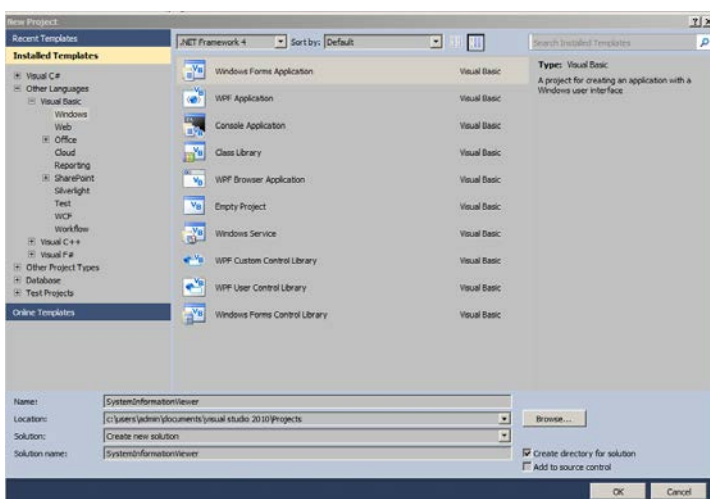 New Project
Recent Templates
Installed Templates
Visual C#
Other Languages
Visual Basic
Windows
Web
Office
Cloud
Reporting
SharePoint
Silverlight
Test
WCF
Workflow
Visual C++
Visual F#
Other Project Types
Database
Test Projects
Online Templates
.NET Framework 4 Sort by: Default
Windows Forms Application Visual Basic
WPF Application Visual Basic
Console Application Visual Basic
Class Library Visual Basic
WPF Browser Application Visual Basic
Empty Project Visual Basic
Windows Service Visual Basic
WPF Custom Control Library Visual Basic
WPF User Control Library Visual Basic
Windows Forms Control Library Visual Basic
Search Installed Templates
Type: Visual Basic
A project for creating an application with a
Windows user interface
Name: SystemInformationViewer
Location: c:\users\admin\documents\visual studio 2010\Projects
Browse...
Solution: Create new solution
Solution name: SystemInformationViewer
Create directory for solution
Add to source control
OK Cancel